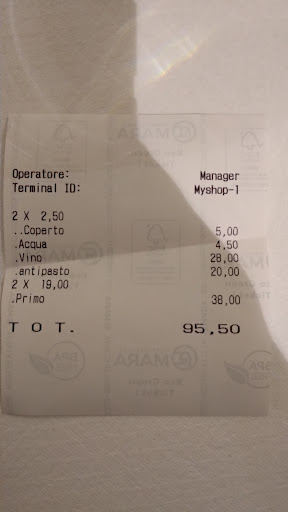 Operatore: Manager
Terminal ID: Myshop-1
2 X 2,50
..Coperto 5,00
.Acqua 4,50
.Vino 28,00
.antipasto 20,00
2 X 19,00
.Primo 38,00
T O T. 95,50